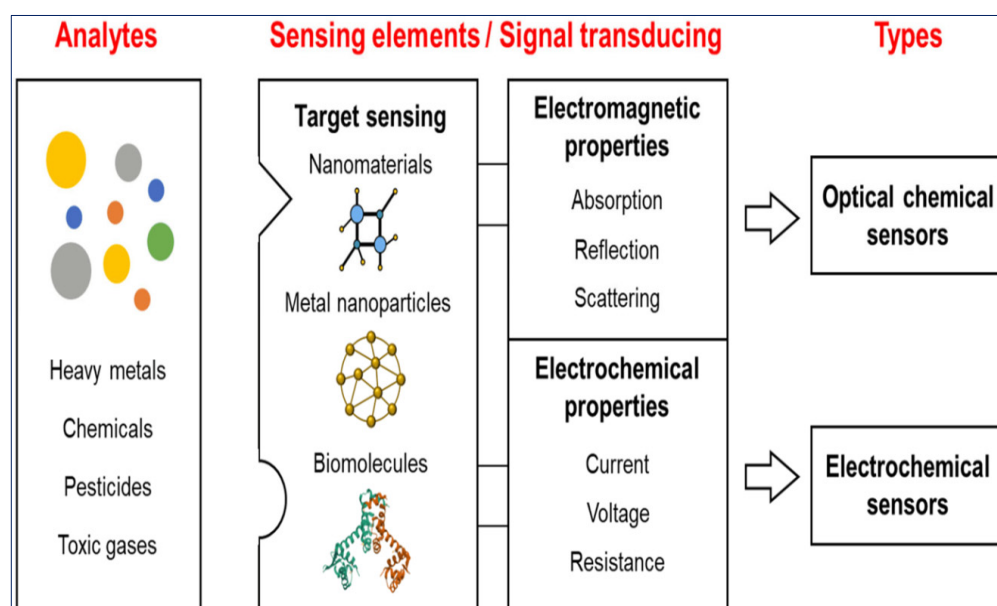 Analytes
Sensing elements / Signal transducing
Types
Heavy metals
Chemicals
Pesticides
Toxic gases
Target sensing
Nanomaterials
Metal nanoparticles
Biomolecules
Electromagnetic
properties
Absorption
Reflection
Scattering
Electrochemical
properties
Current
Voltage
Resistance
Optical chemical
sensors
Electrochemical
sensors